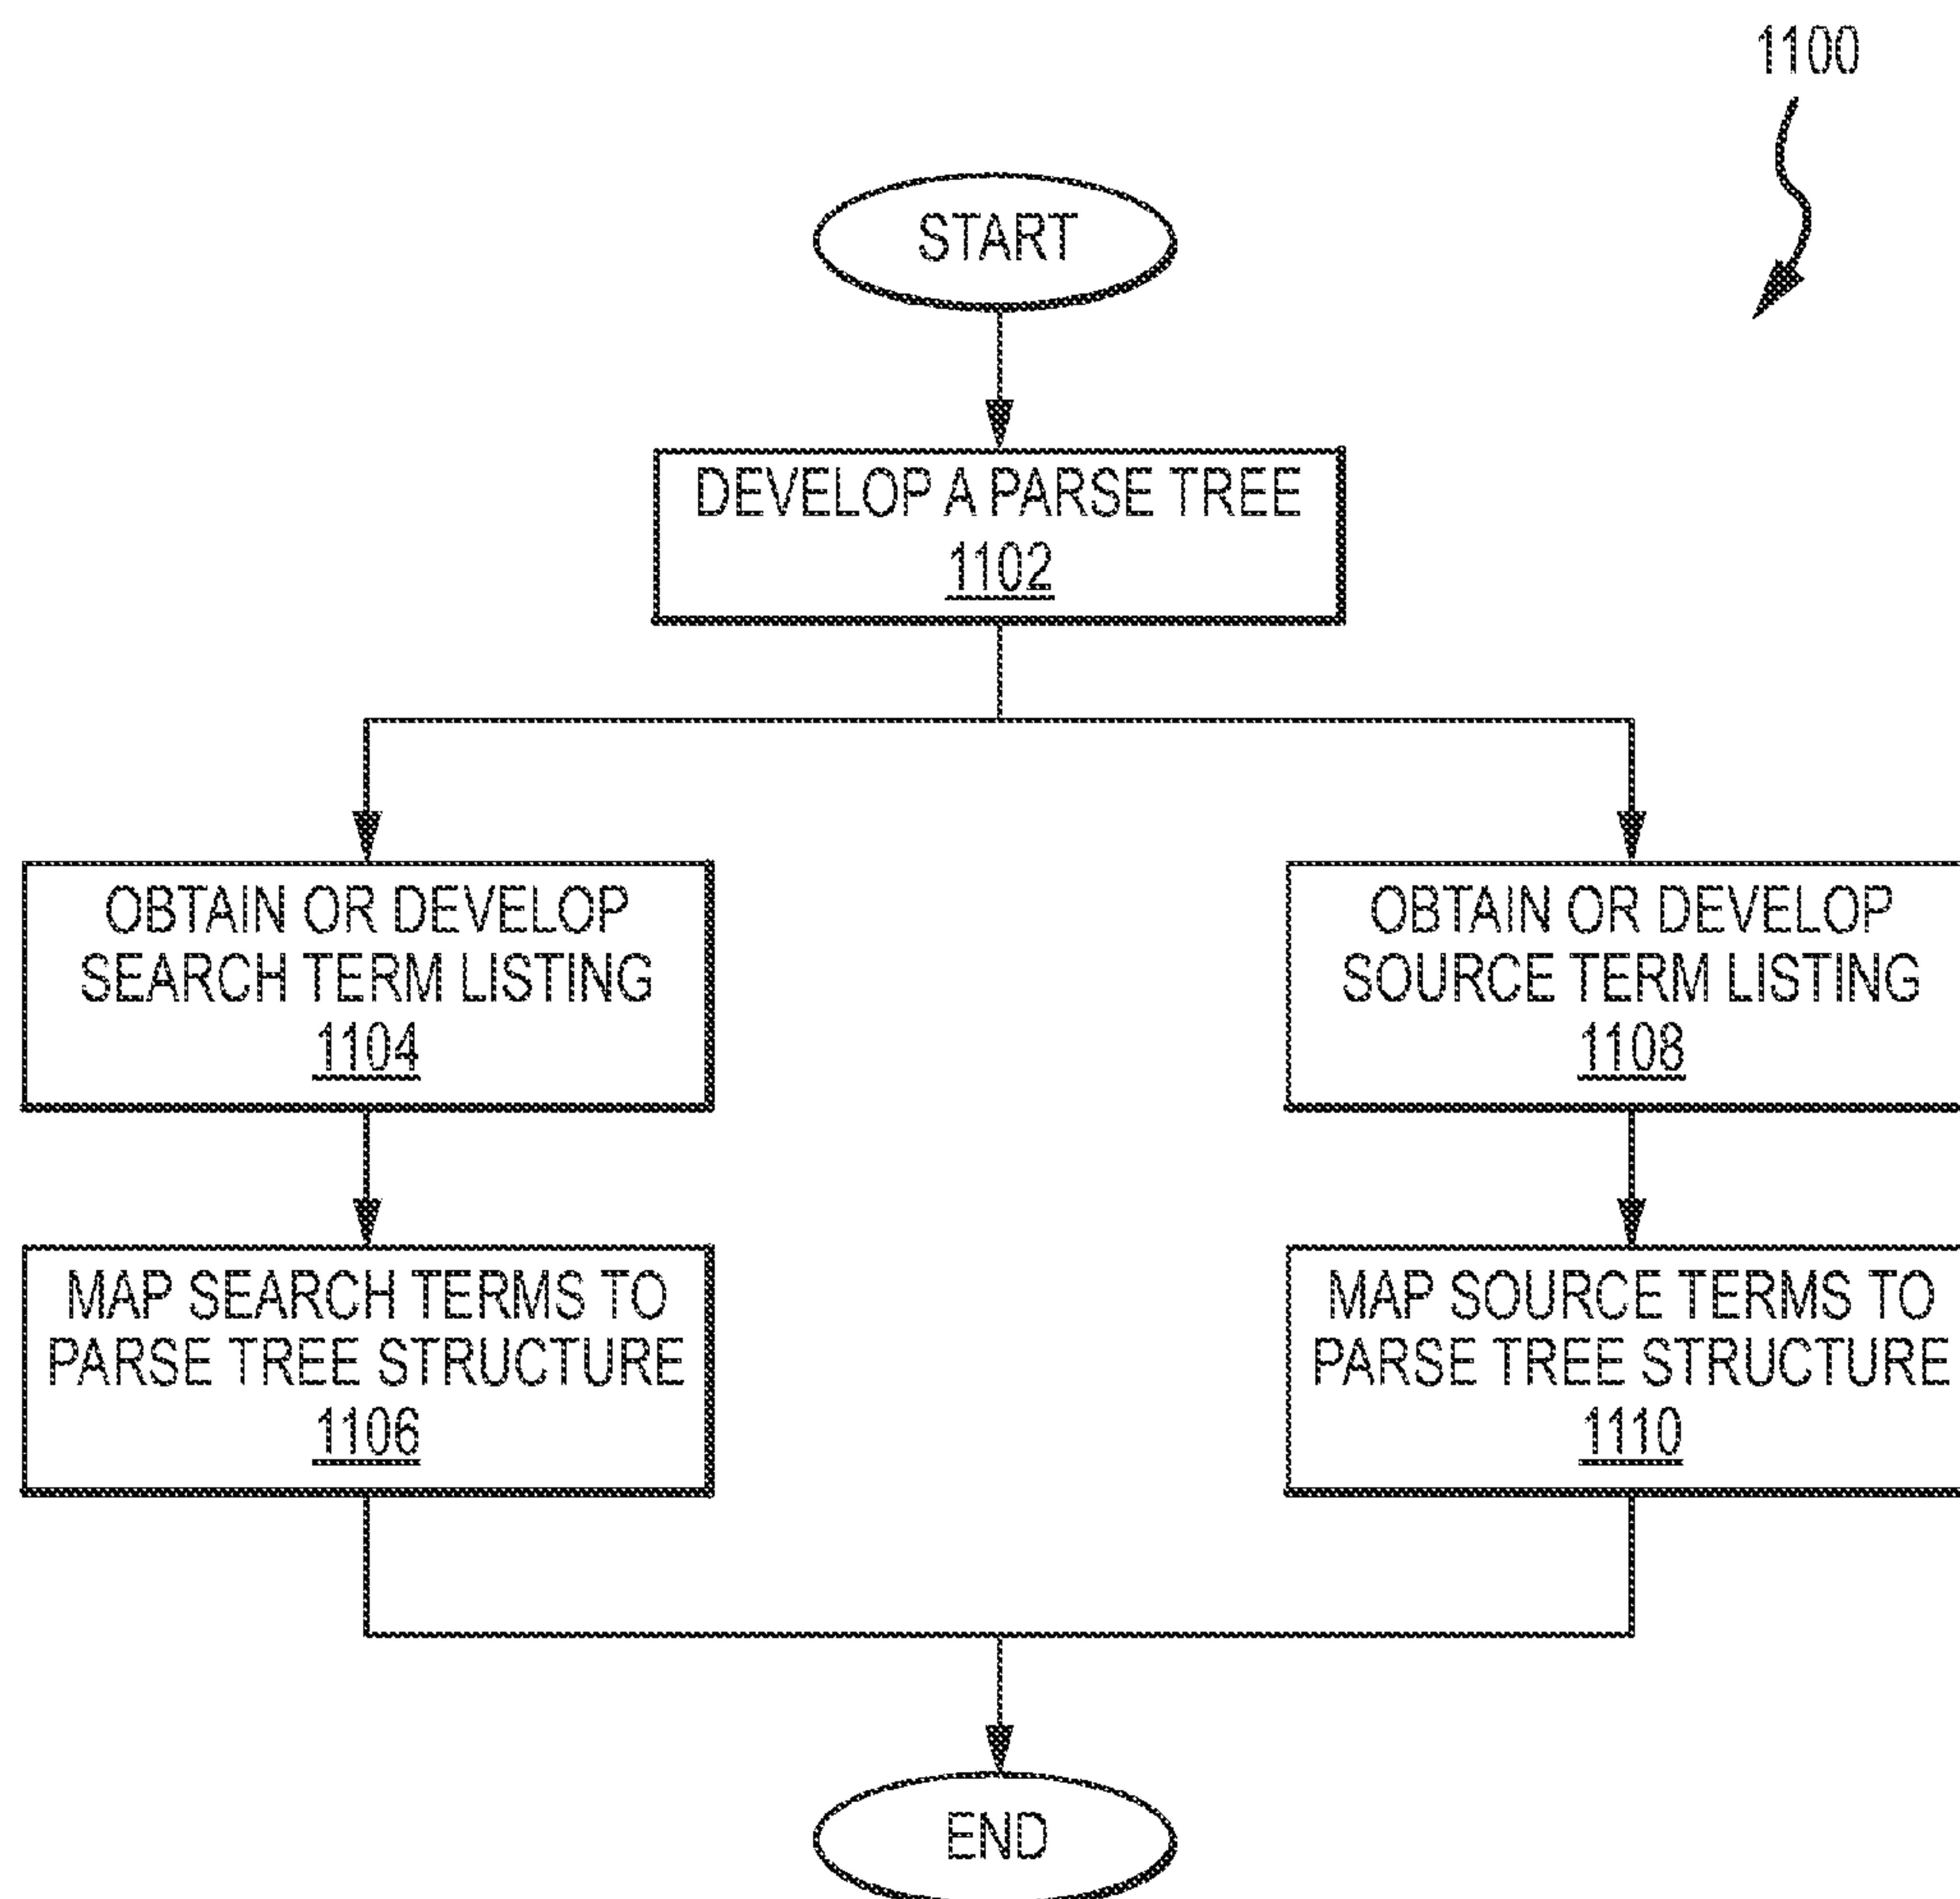 1100
START
DEVELOP A PARSE TREE
1102
OBTAIN OR DEVELOP
SEARCH TERM LISTING
1104
OBTAIN OR DEVELOP
SOURCE TERM LISTING
1108
MAP SEARCH TERMS TO
PARSE TREE STRUCTURE
1106
MAP SOURCE TERMS TO
PARSE TREE STRUCTURE
1110
END